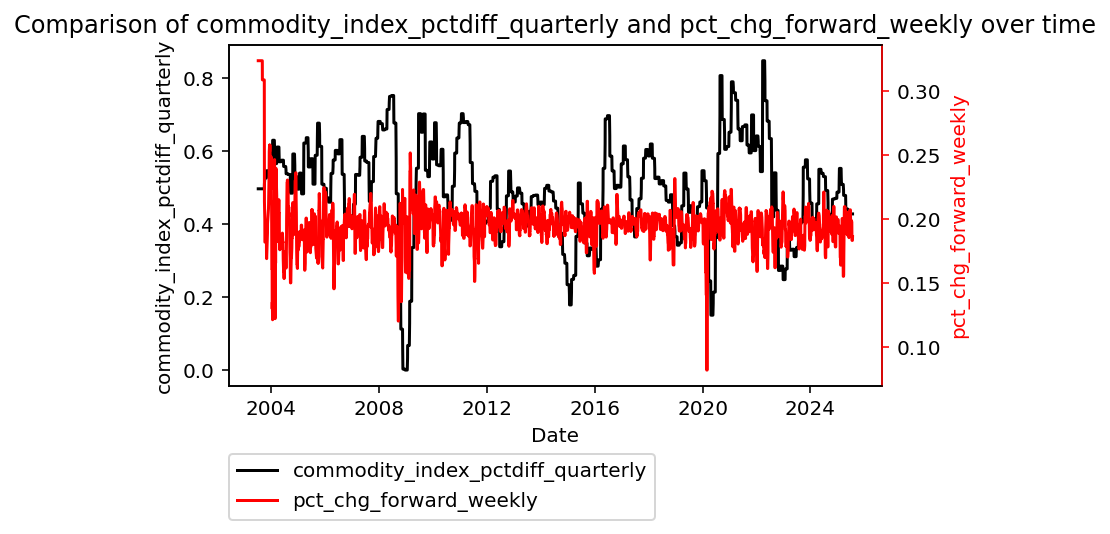 Comparison of commodity_index_pctdiff_quarterly and pct_chg_forward_weekly over time
commodity_index_pctdiff_quarterly
0.8
0.6
0.4
0.2
0.0
0.30
0.25
0.20
0.15
0.10
pct_chg_forward_weekly
2004
2008
2012
2016
2020
2024
Date
commodity_index_pctdiff_quarterly
pct_chg_forward_weekly